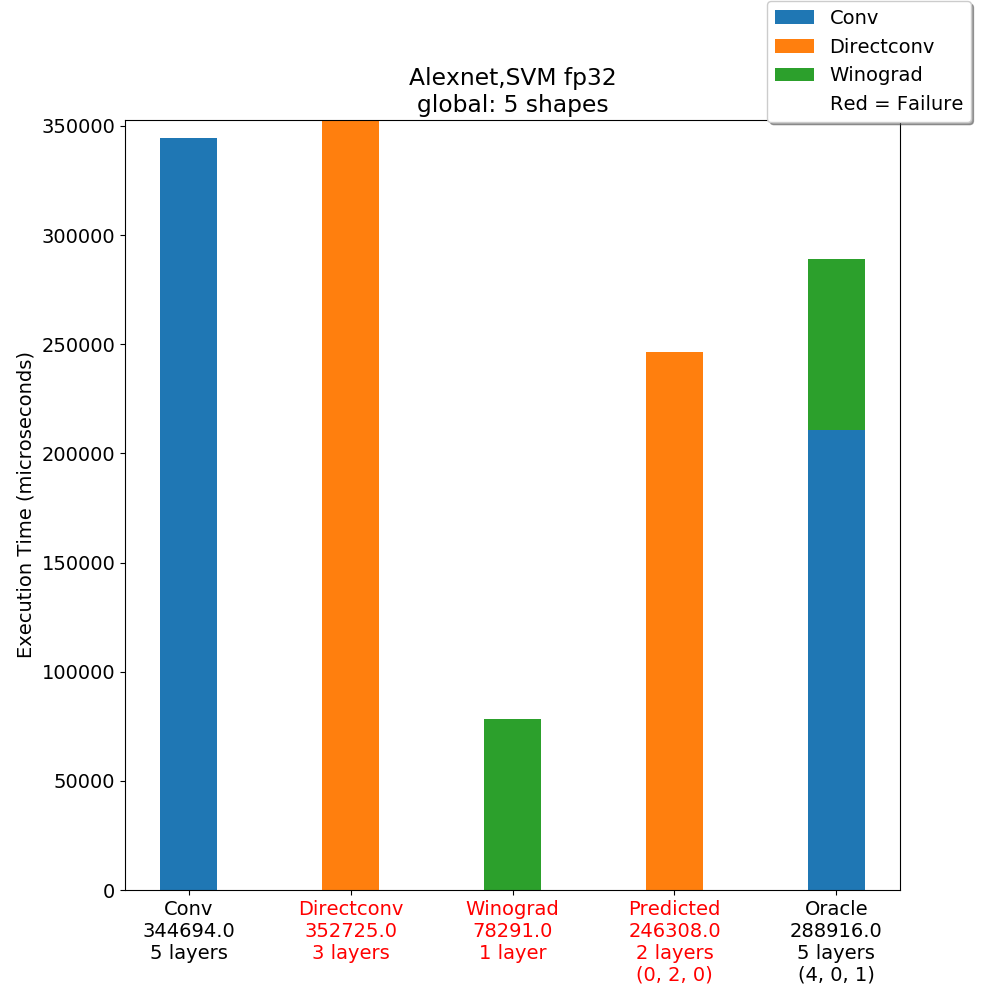 Conv
Directconv
Winograd
Red = Failure
Alexnet,SVM fp32
global: 5 shapes
Execution Time (microseconds)
350000
300000
250000
200000
150000
100000
50000
0
Conv
344694.0
5 layers
Directconv
352725.0
3 layers
Winograd
78291.0
1 layer
Predicted
246308.0
2 layers
(0, 2, 0)
Oracle
288916.0
5 layers
(4, 0, 1)